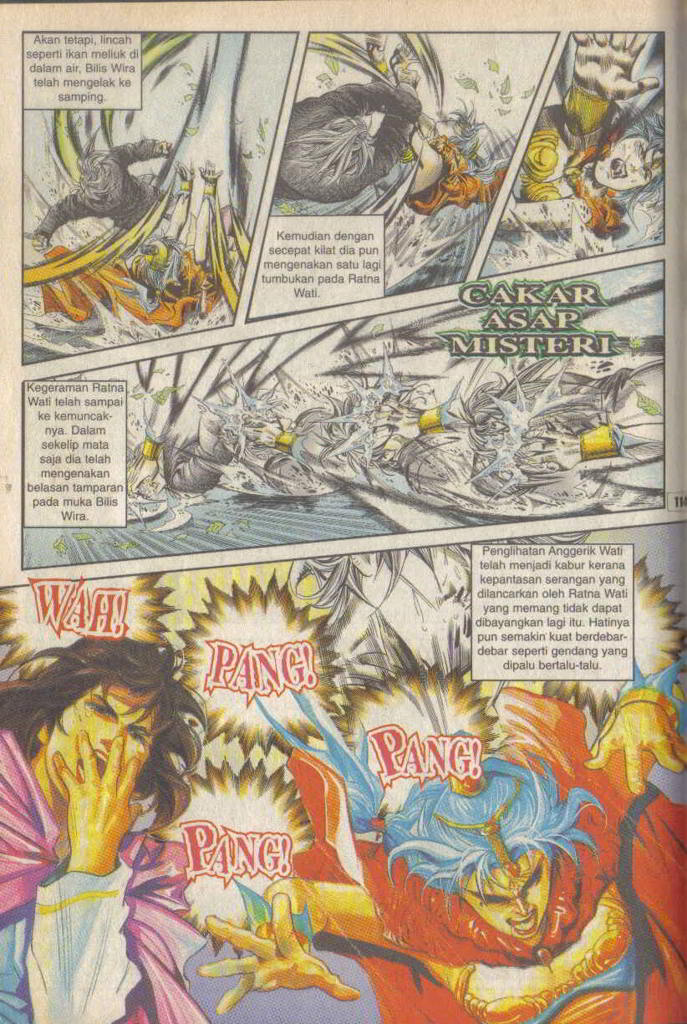 Akan tetapi, lincah
seperti ikan meliuk di
dalam air, Bilis Wira
telah mengelak ke
samping.
Kemudian dengan
secepat kilat dia pun
mengenakan satu lagi
tumbukan pada Ratna
Wati.
CAKAR
ASAP
MISTERI
Kegeraman Ratna
Wati telah sampai
ke kemuncak-
nya. Dalam
sekelip mata
saja dia telah
mengenakan
belasan tamparan
pada muka Bilis
Wira.
Penglihatan Anggerik Wati
telah menjadi kabur kerana
kepantasan serangan yang
dilancarkan oleh Ratna Wati
yang memang tidak dapat
dibayangkan lagi itu. Hatinya
pun semakin kuat berdebar-
debar seperti gendang yang
dipalu bertalu-talu.
WAH!
PANG!
PANG!
PANG!